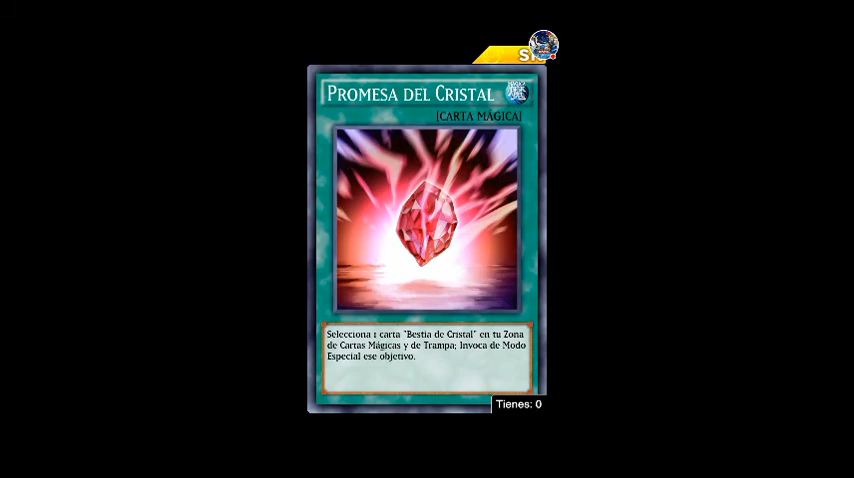 PROMESA DEL CRISTAL
[CARTA MÁGICA]
Selecciona 1 carta "Bestia de Cristal" en tu Zona
de Cartas Mágicas y de Trampa; Invoca de Modo
Especial ese objetivo.
Tienes: 0